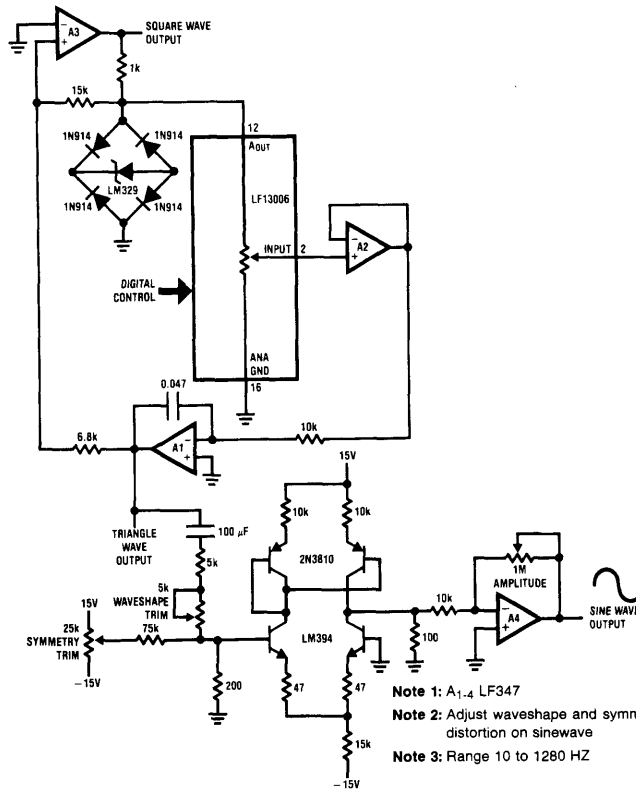 SQUARE WAVE
OUTPUT
−
+
A3
1k
15k
1N914
1N914
LM329
1N914
1N914
12
AOUT
LF13006
INPUT
2
−
+
A2
DIGITAL
CONTROL
ANA
GND
16
0.047
6.8k
A1
−
+
10k
TRIANGLE
WAVE
OUTPUT
100 µF
5k
5k
WAVESHAPE
TRIM
15V
25k
SYMMETRY
TRIM
75k
−15V
200
15V
10k
10k
2N3810
LM394
47
47
15k
−15V
100
10k
1M
AMPLITUDE
−
+
A4
SINE WAVE
OUTPUT
Note 1: A1-4 LF347
Note 2: Adjust waveshape and symm
distortion on sinewave
Note 3: Range 10 to 1280 HZ